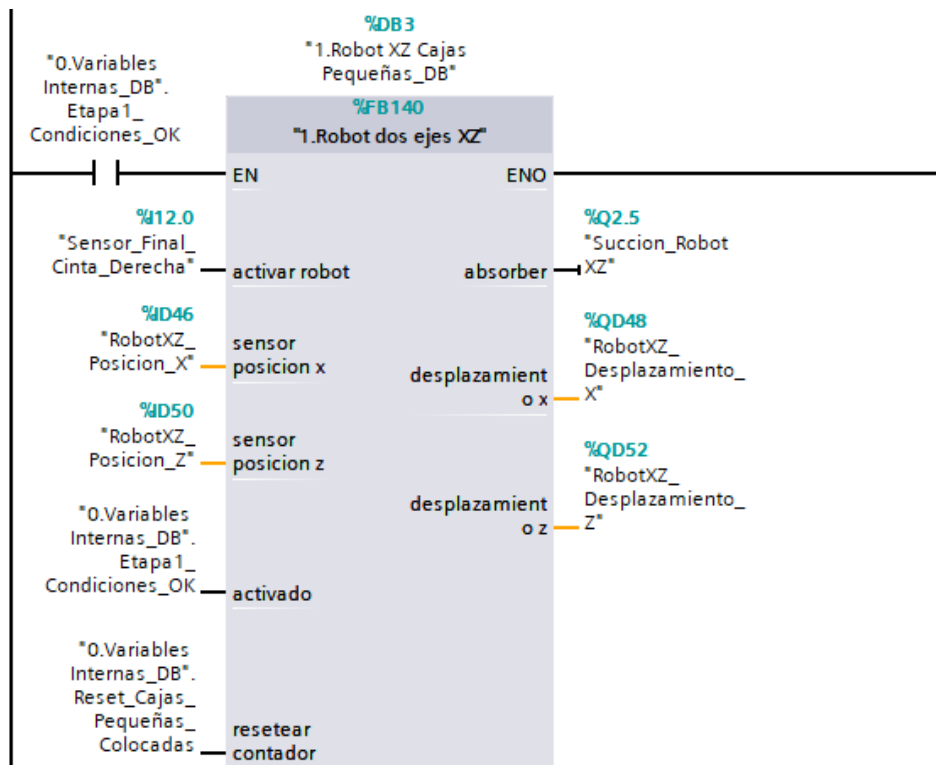 %DB3
"1.Robot XZ Cajas
Pequeñas_DB"
"0.Variables
Internas_DB".
Etapa1_
Condiciones_OK
%FB140
"1.Robot dos ejes XZ"
EN
ENO
%I12.0
"Sensor_Final_
Cinta_Derecha"
activar robot
absorber
%Q2.5
"Succion_Robot
XZ"
%ID46
"RobotXZ_
Posicion_X"
sensor
posicion x
desplazamient
o x
%QD48
"RobotXZ_
Desplazamiento_
X"
%ID50
"RobotXZ_
Posicion_Z"
sensor
posicion z
desplazamient
o z
%QD52
"RobotXZ_
Desplazamiento_
Z"
"0.Variables
Internas_DB".
Etapa1_
Condiciones_OK
activado
"0.Variables
Internas_DB".
Reset_Cajas_
Pequeñas_
Colocadas
resetear
contador